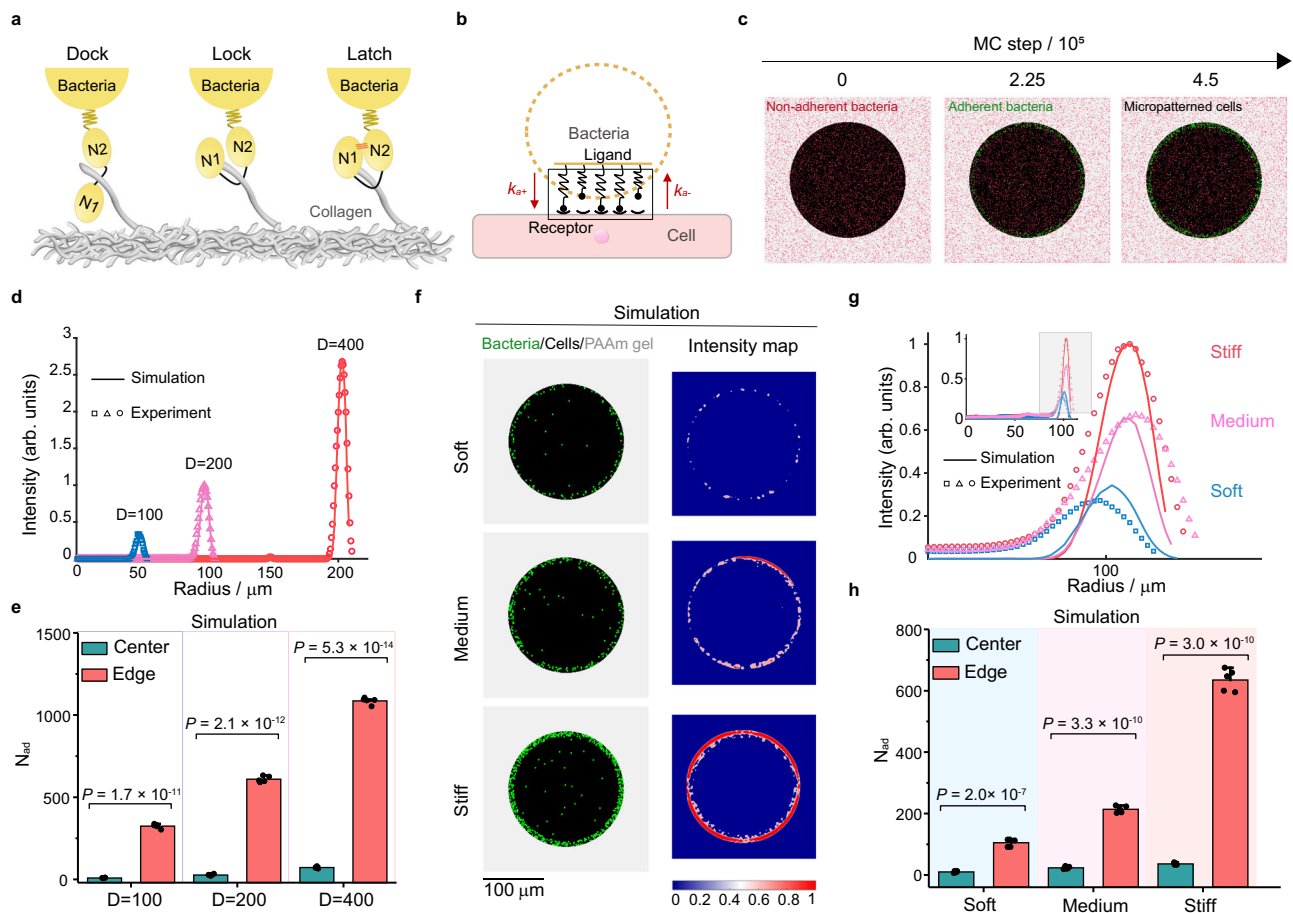 a
Dock
Lock
Latch
Bacteria
Bacteria
Bacteria
N2
N1
N1
N2
N1
N2
Collagen
b
Bacteria
Ligand
ka+
ka-
Receptor
Cell
c
MC step / 10⁵
0
2.25
4.5
Non-adherent bacteria
Adherent bacteria
Micropatterned cells
d
Intensity (arb. units)
3
2.5
2
1.5
1
0.5
0
Simulation
Experiment
D=100
D=200
D=400
0
50
100
150
200
Radius / μm
e
Simulation
Nad
1500
1000
500
0
Center
Edge
P = 1.7 × 10-11
P = 2.1 × 10-12
P = 5.3 × 10-14
D=100
D=200
D=400
f
Simulation
Bacteria/Cells/PAAm gel
Intensity map
Soft
Medium
Stiff
100 μm
0 0.2 0.4 0.6 0.8 1
g
Intensity (arb. units)
1
0.8
0.6
0.4
0.2
0
1
0.5
0
0
50
100
Simulation
Experiment
Stiff
Medium
Soft
100
Radius / μm
h
Simulation
Nad
800
600
400
200
0
Center
Edge
P = 2.0× 10-7
P = 3.3 × 10-10
P = 3.0 × 10-10
Soft
Medium
Stiff